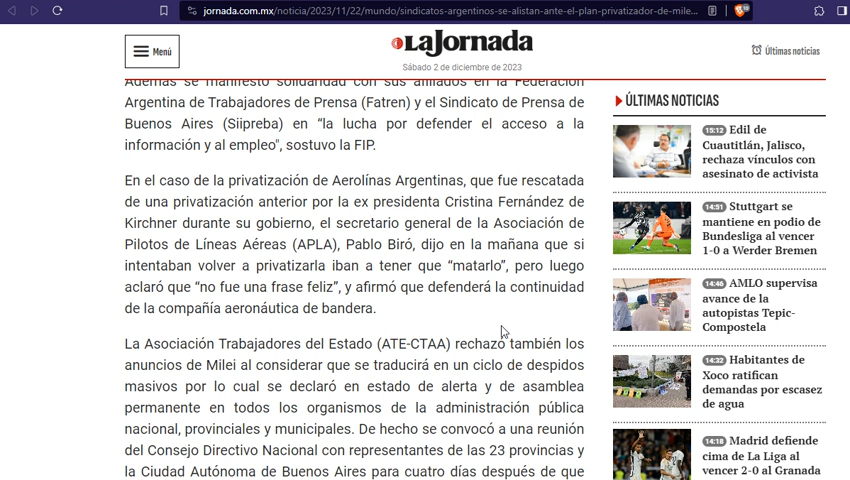 jornada.com.mx/noticia/2023/11/22/mundo/sindicatos-argentinos-se-alistan-ante-el-plan-privatizador-de-mile...
Menú
LaJornada
Sábado 2 de diciembre de 2023
Últimas noticias
Además se manifestó solidaridad con sus afiliados en la Federación
Argentina de Trabajadores de Prensa (Fatren) y el Sindicato de Prensa de
Buenos Aires (Siipreba) en “la lucha por defender el acceso a la
información y al empleo", sostuvo la FIP.
En el caso de la privatización de Aerolínas Argentinas, que fue rescatada
de una privatización anterior por la ex presidenta Cristina Fernández de
Kirchner durante su gobierno, el secretario general de la Asociación de
Pilotos de Líneas Aéreas (APLA), Pablo Biró, dijo en la mañana que si
intentaban volver a privatizarla iban a tener que “matarlo”, pero luego
aclaró que “no fue una frase feliz”, y afirmó que defenderá la continuidad
de la compañía aeronáutica de bandera.
La Asociación Trabajadores del Estado (ATE-CTAA) rechazó también los
anuncios de Milei al considerar que se traducirá en un ciclo de despidos
masivos por lo cual se declaró en estado de alerta y de asamblea
permanente en todos los organismos de la administración pública
nacional, provinciales y municipales. De hecho se convocó a una reunión
del Consejo Directivo Nacional con representantes de las 23 provincias y
la Ciudad Autónoma de Buenos Aires para cuatro días después de que
ÚLTIMAS NOTICIAS
15:12 Edil de
Cuautitlán, Jalisco,
rechaza vínculos con
asesinato de activista
14:51 Stuttgart se
mantiene en podio de
Bundesliga al vencer
1-0 a Werder Bremen
14:46 AMLO supervisa
avance de la
autopistas Tepic-
Compostela
14:32 Habitantes de
Xoco ratifican
demandas por escasez
de agua
14:18 Madrid defiende
cima de La Liga al
vencer 2-0 al Granada